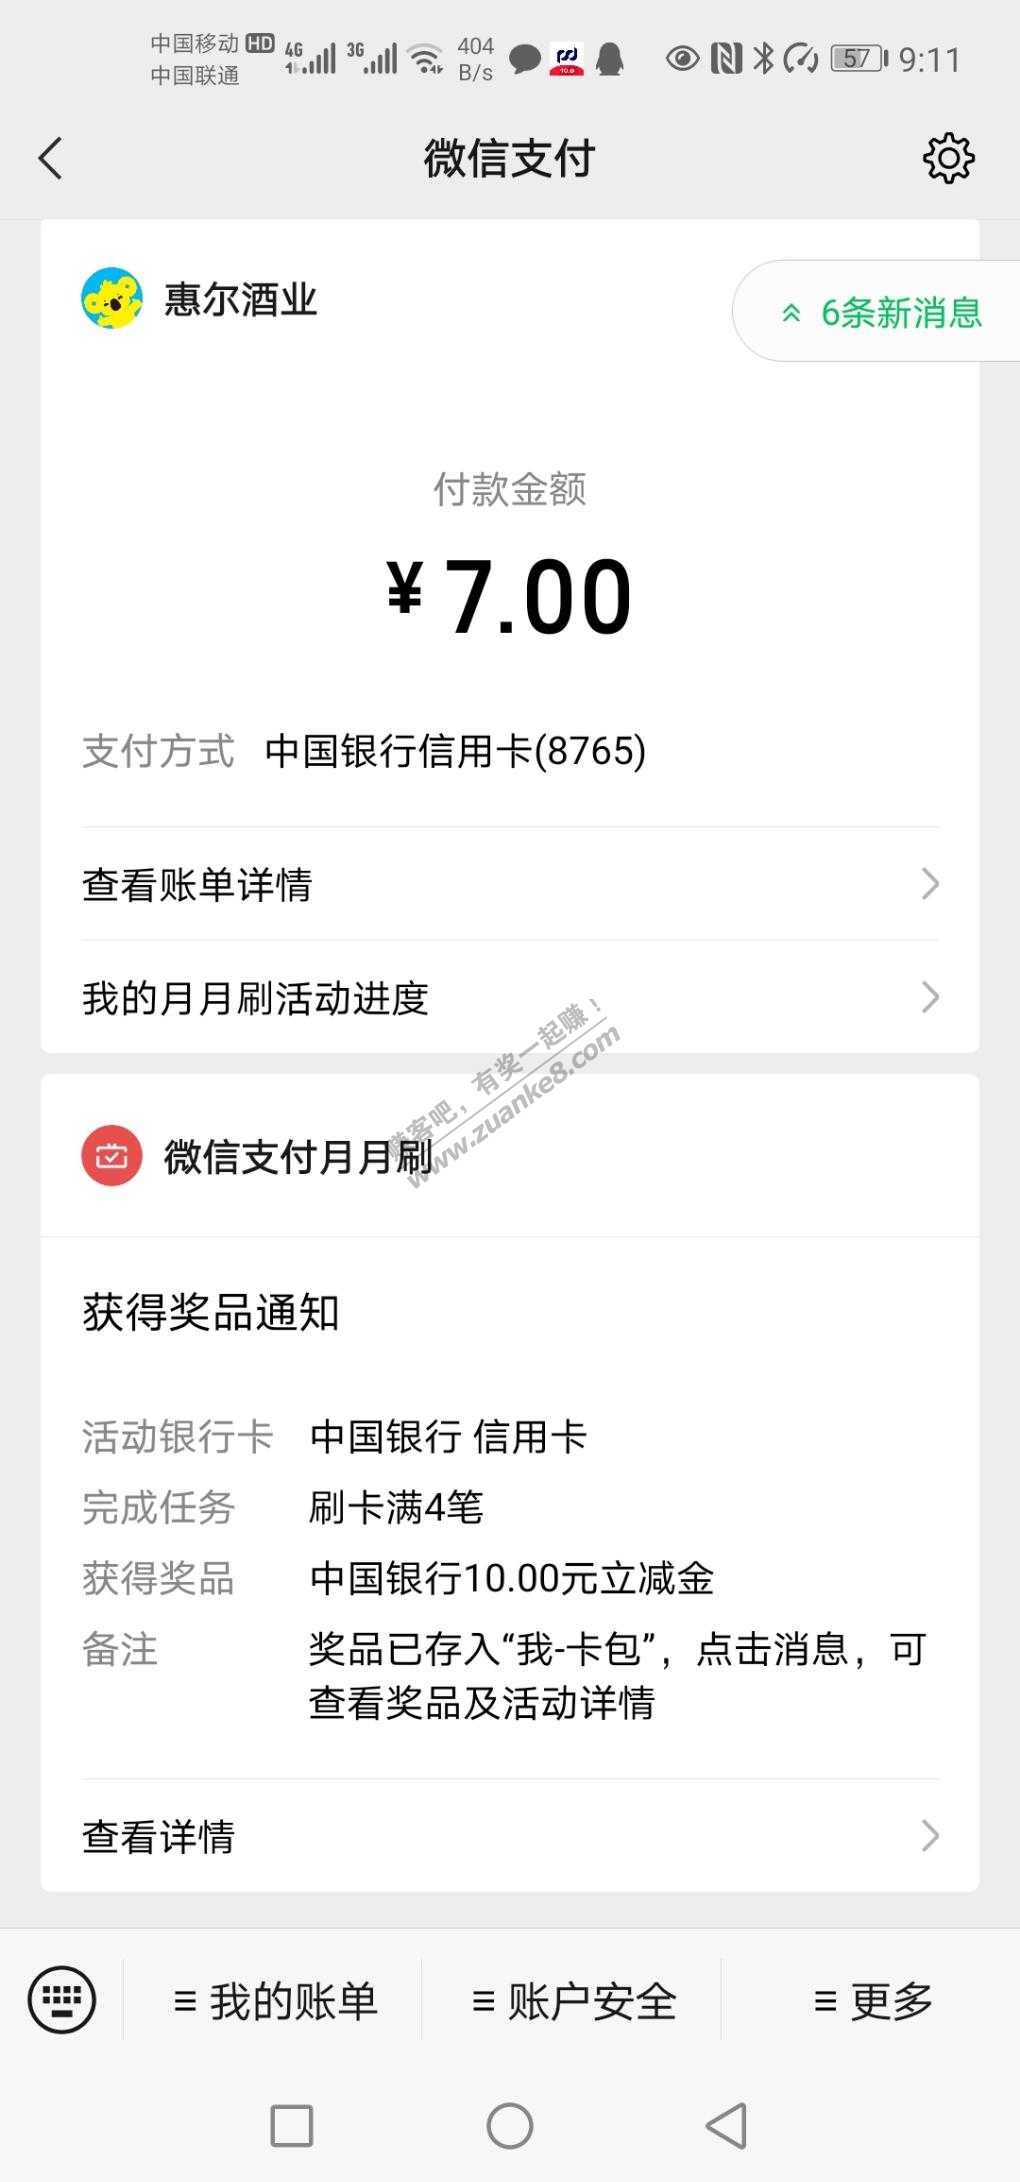 中国移动 HD 4G 3G 404 B/s 57 9:11
中国联通
微信支付
惠尔酒业
6条新消息
付款金额
¥7.00
支付方式 中国银行信用卡(8765)
查看账单详情
我的月月刷活动进度
赚客吧，有奖一起赚！
www.zuanke8.com
微信支付月月刷
获得奖品通知
活动银行卡 中国银行 信用卡
完成任务 刷卡满4笔
获得奖品 中国银行10.00元立减金
备注 奖品已存入“我-卡包”，点击消息，可
查看奖品及活动详情
查看详情
我的账单 账户安全 更多